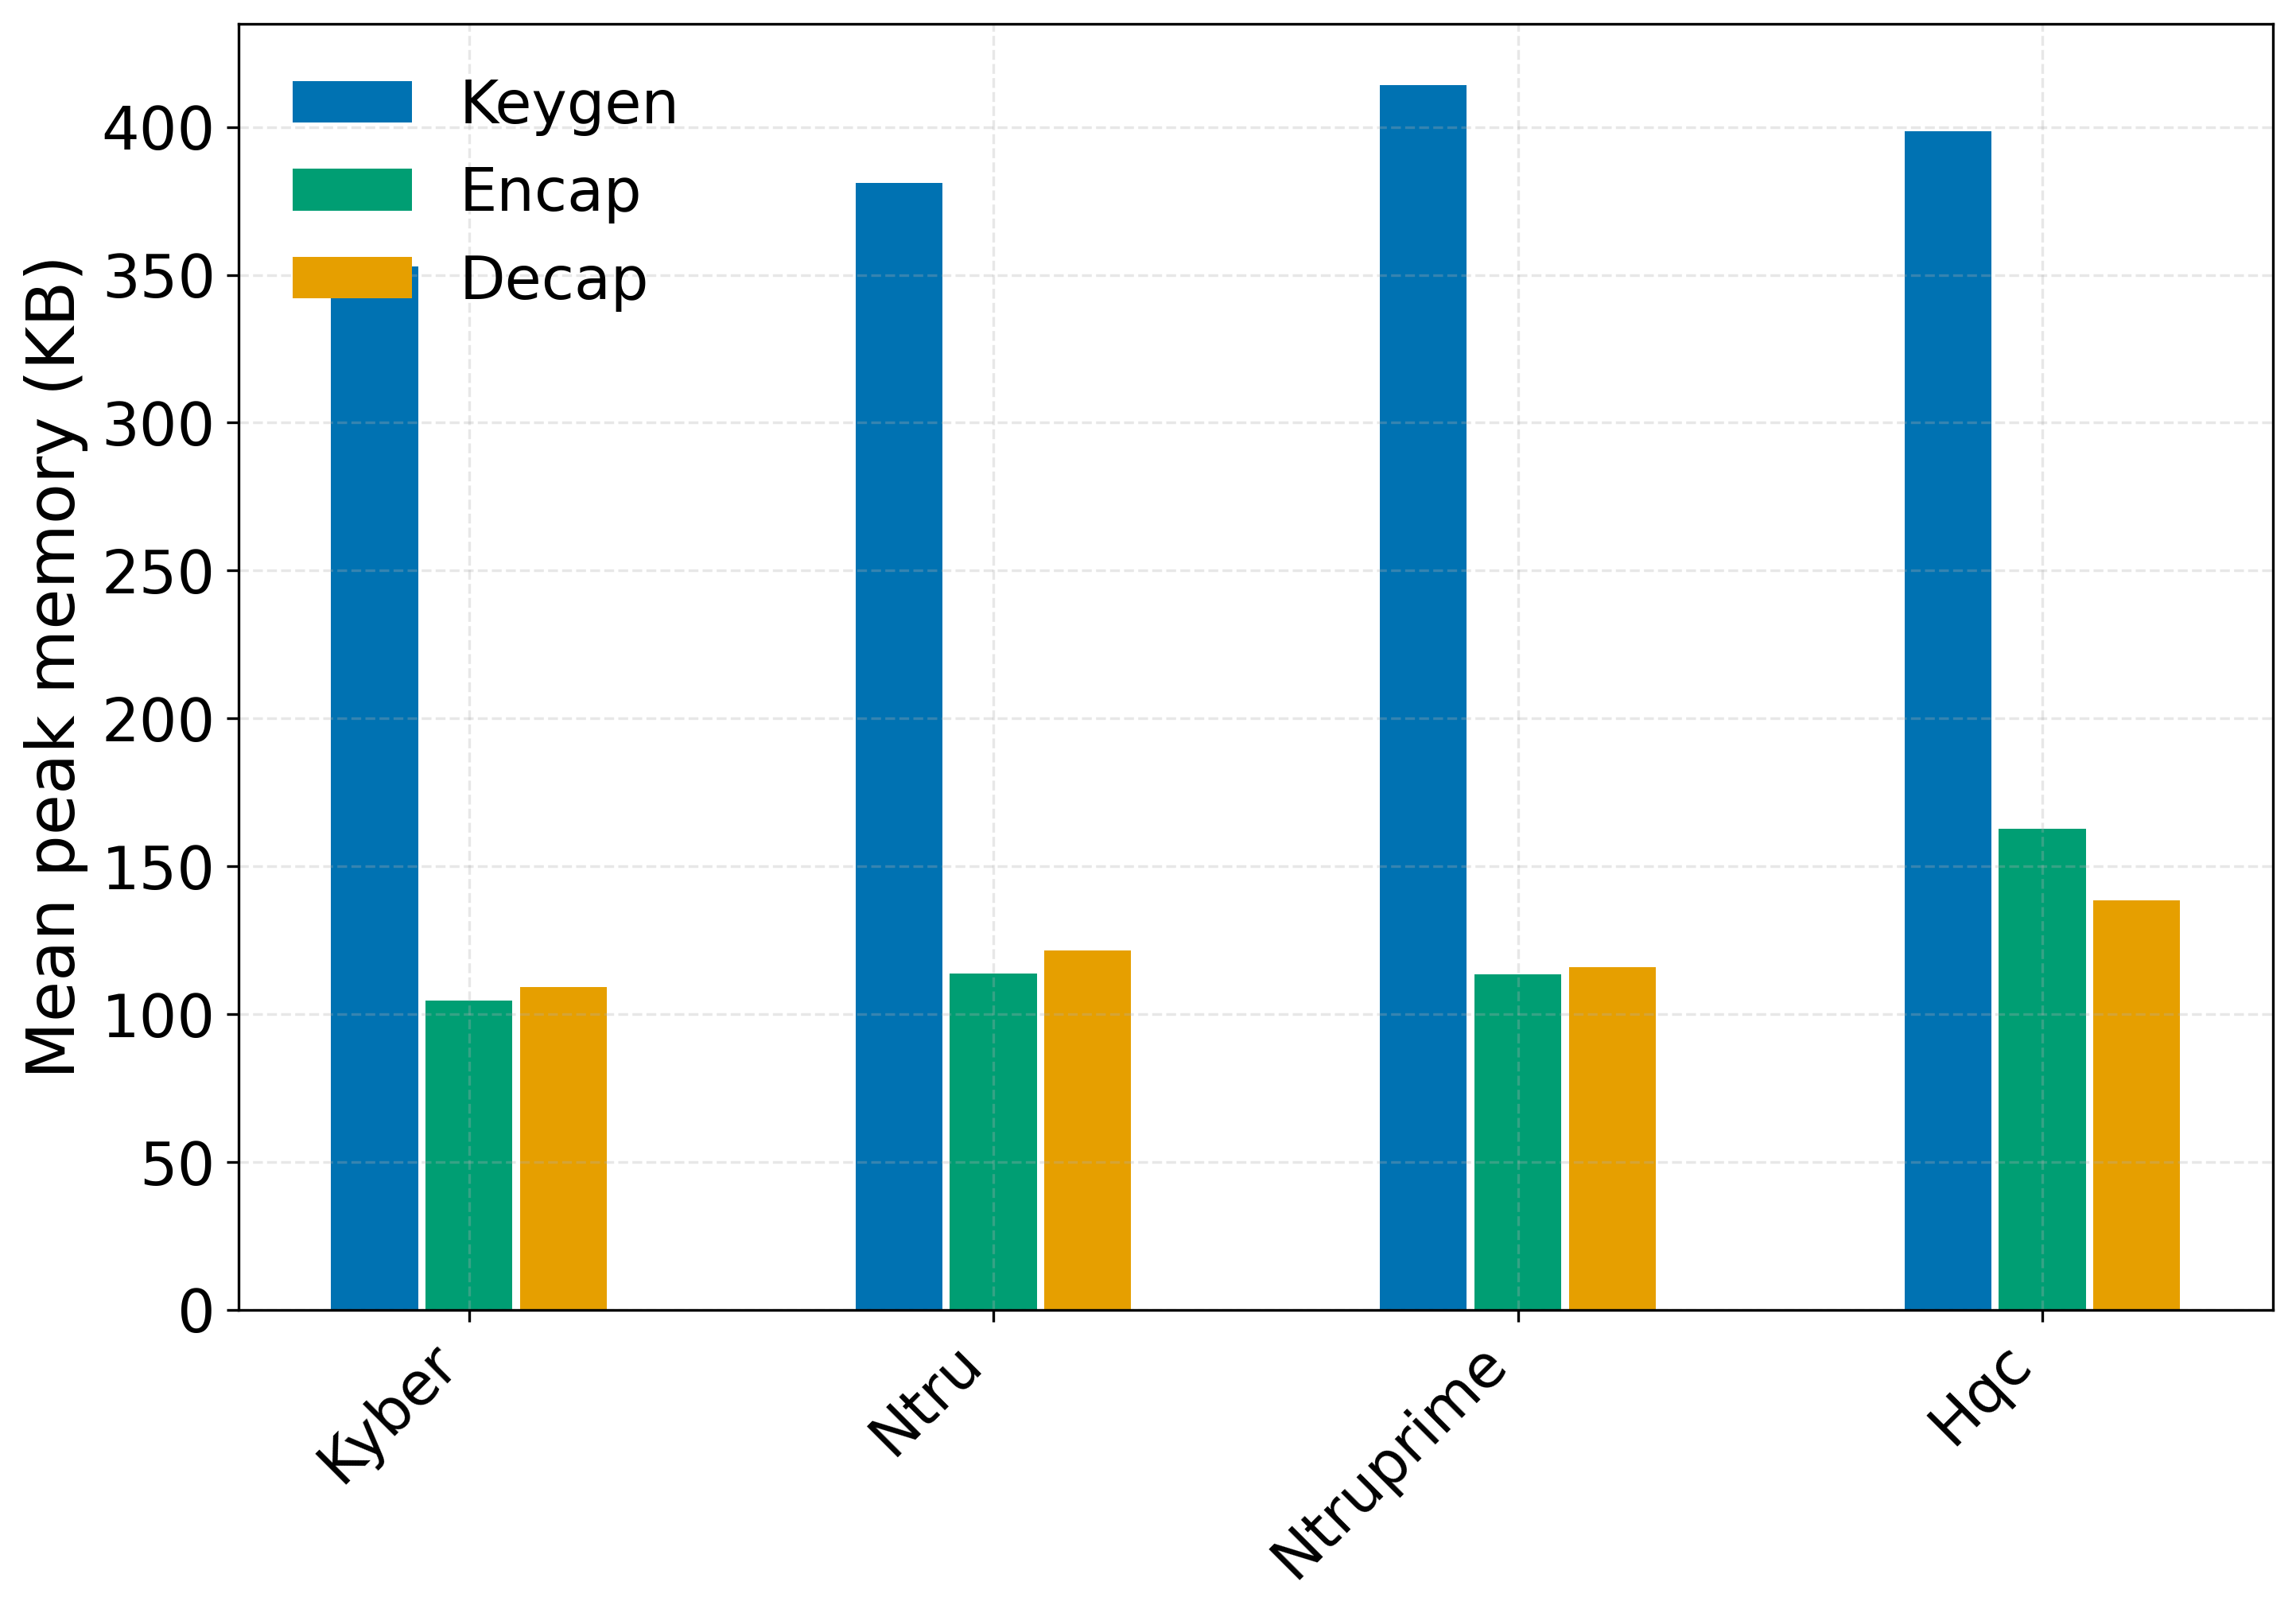 Keygen
Encap
Decap
Mean peak memory (KB)
400
350
300
250
200
150
100
50
0
Kyber
Ntru
Ntruprime
Hqc